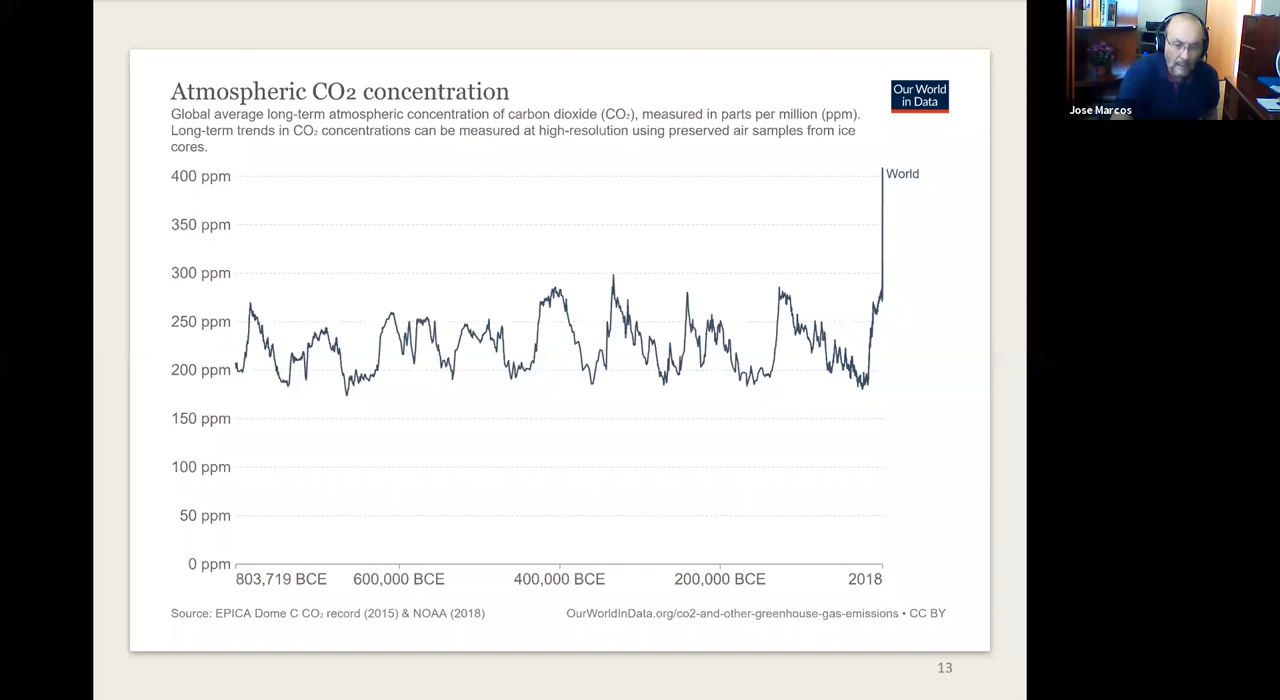 Atmospheric CO₂ concentration
Global average long-term atmospheric concentration of carbon dioxide (CO₂), measured in parts per million (ppm).
Long-term trends in CO₂ concentrations can be measured at high-resolution using preserved air samples from ice
cores.
Our World
in Data
400 ppm
World
350 ppm
300 ppm
250 ppm
200 ppm
150 ppm
100 ppm
50 ppm
0 ppm
803,719 BCE
600,000 BCE
400,000 BCE
200,000 BCE
2018
Source: EPICA Dome C CO₂ record (2015) & NOAA (2018)
OurWorldInData.org/co2-and-other-greenhouse-gas-emissions • CC BY
13
Jose Marcos